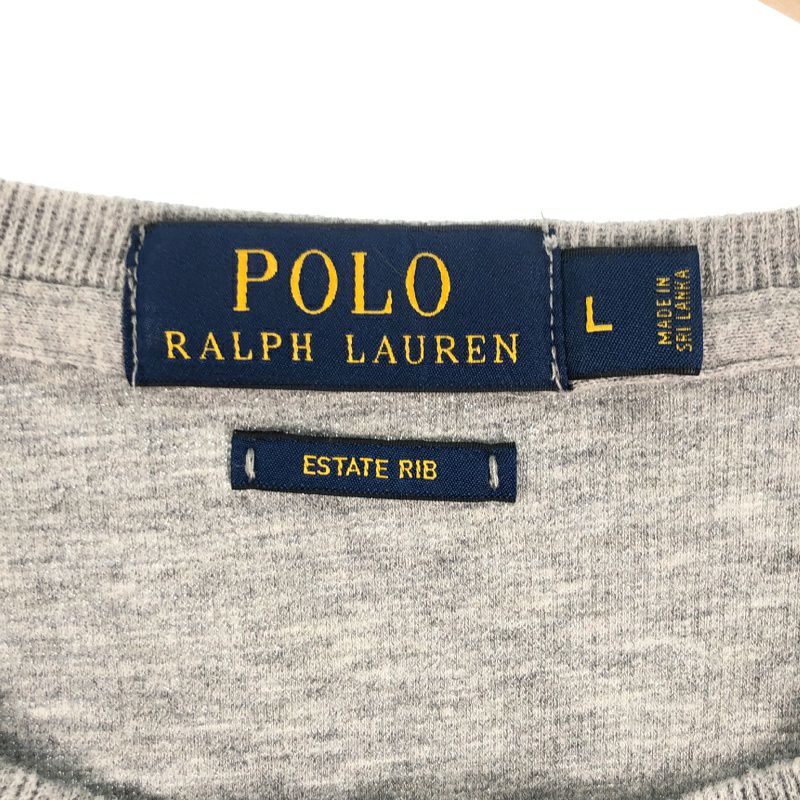 POLO
RALPH LAUREN
L
MADE IN
SRI LANKA
ESTATE RIB